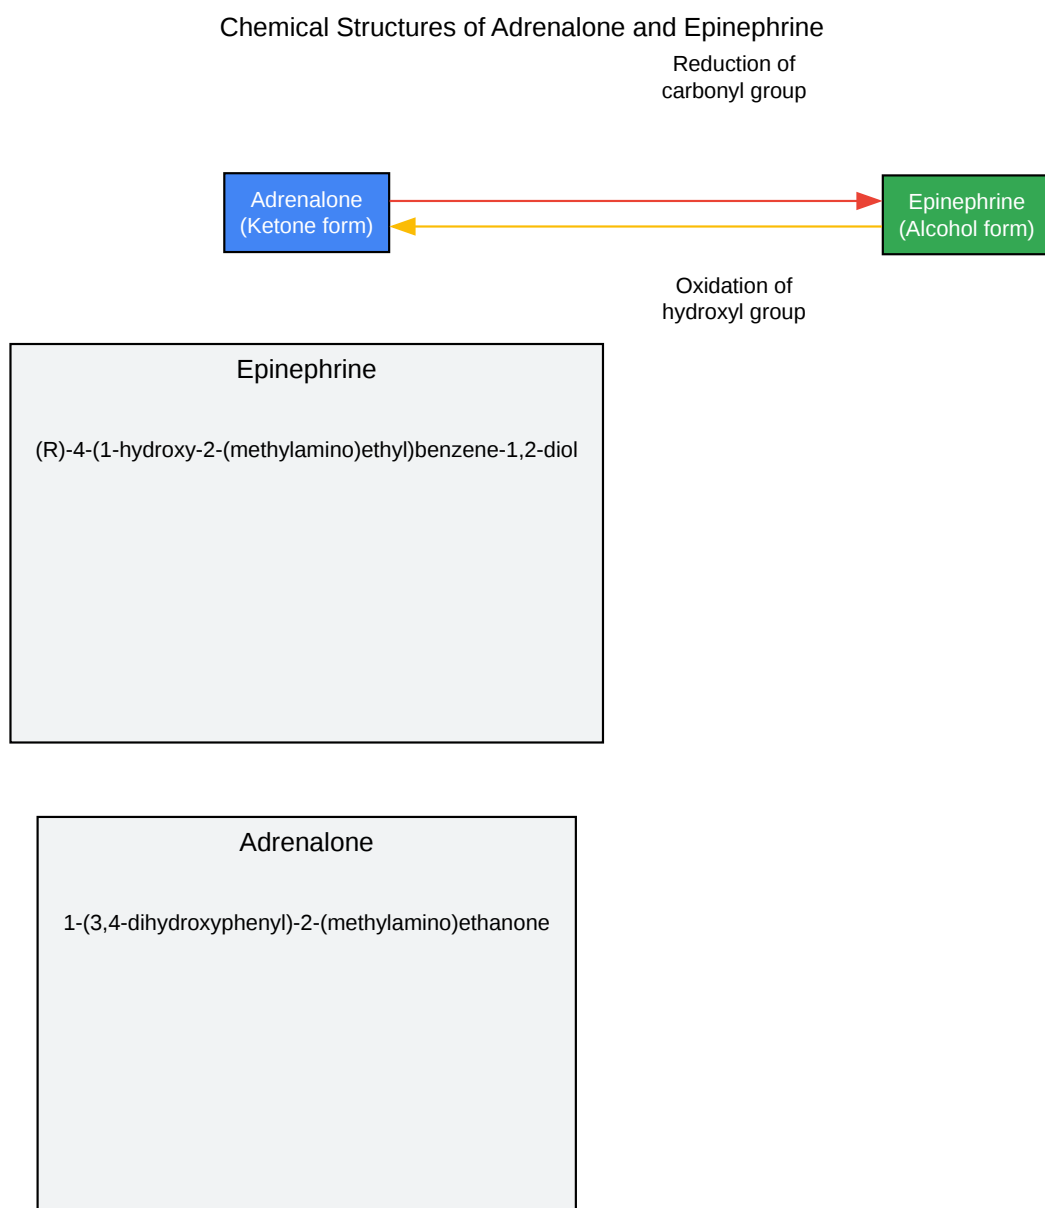 Chemical Structures of Adrenalone and Epinephrine
Reduction of
carbonyl group
Adrenalone
(Ketone form)
Epinephrine
(Alcohol form)
Oxidation of
hydroxyl group
Epinephrine
(R)-4-(1-hydroxy-2-(methylamino)ethyl)benzene-1,2-diol
Adrenalone
1-(3,4-dihydroxyphenyl)-2-(methylamino)ethanone